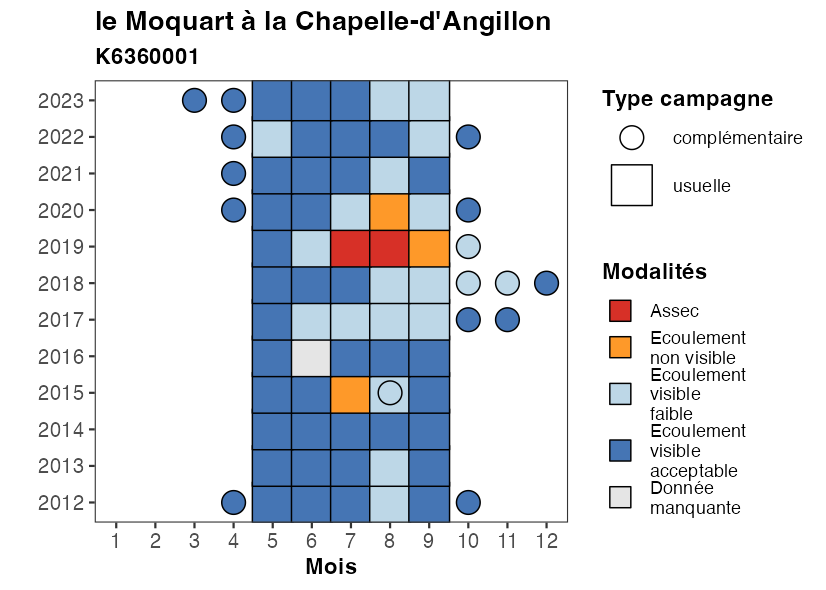 le Moquart à la Chapelle-d'Angillon
K6360001
2023
2022
2021
2020
2019
2018
2017
2016
2015
2014
2013
2012
1 2 3 4 5 6 7 8 9 10 11 12
Mois
Type campagne
complémentaire
usuelle
Modalités
Assec
Ecoulement
non visible
Ecoulement
visible
faible
Ecoulement
visible
acceptable
Donnée
manquante